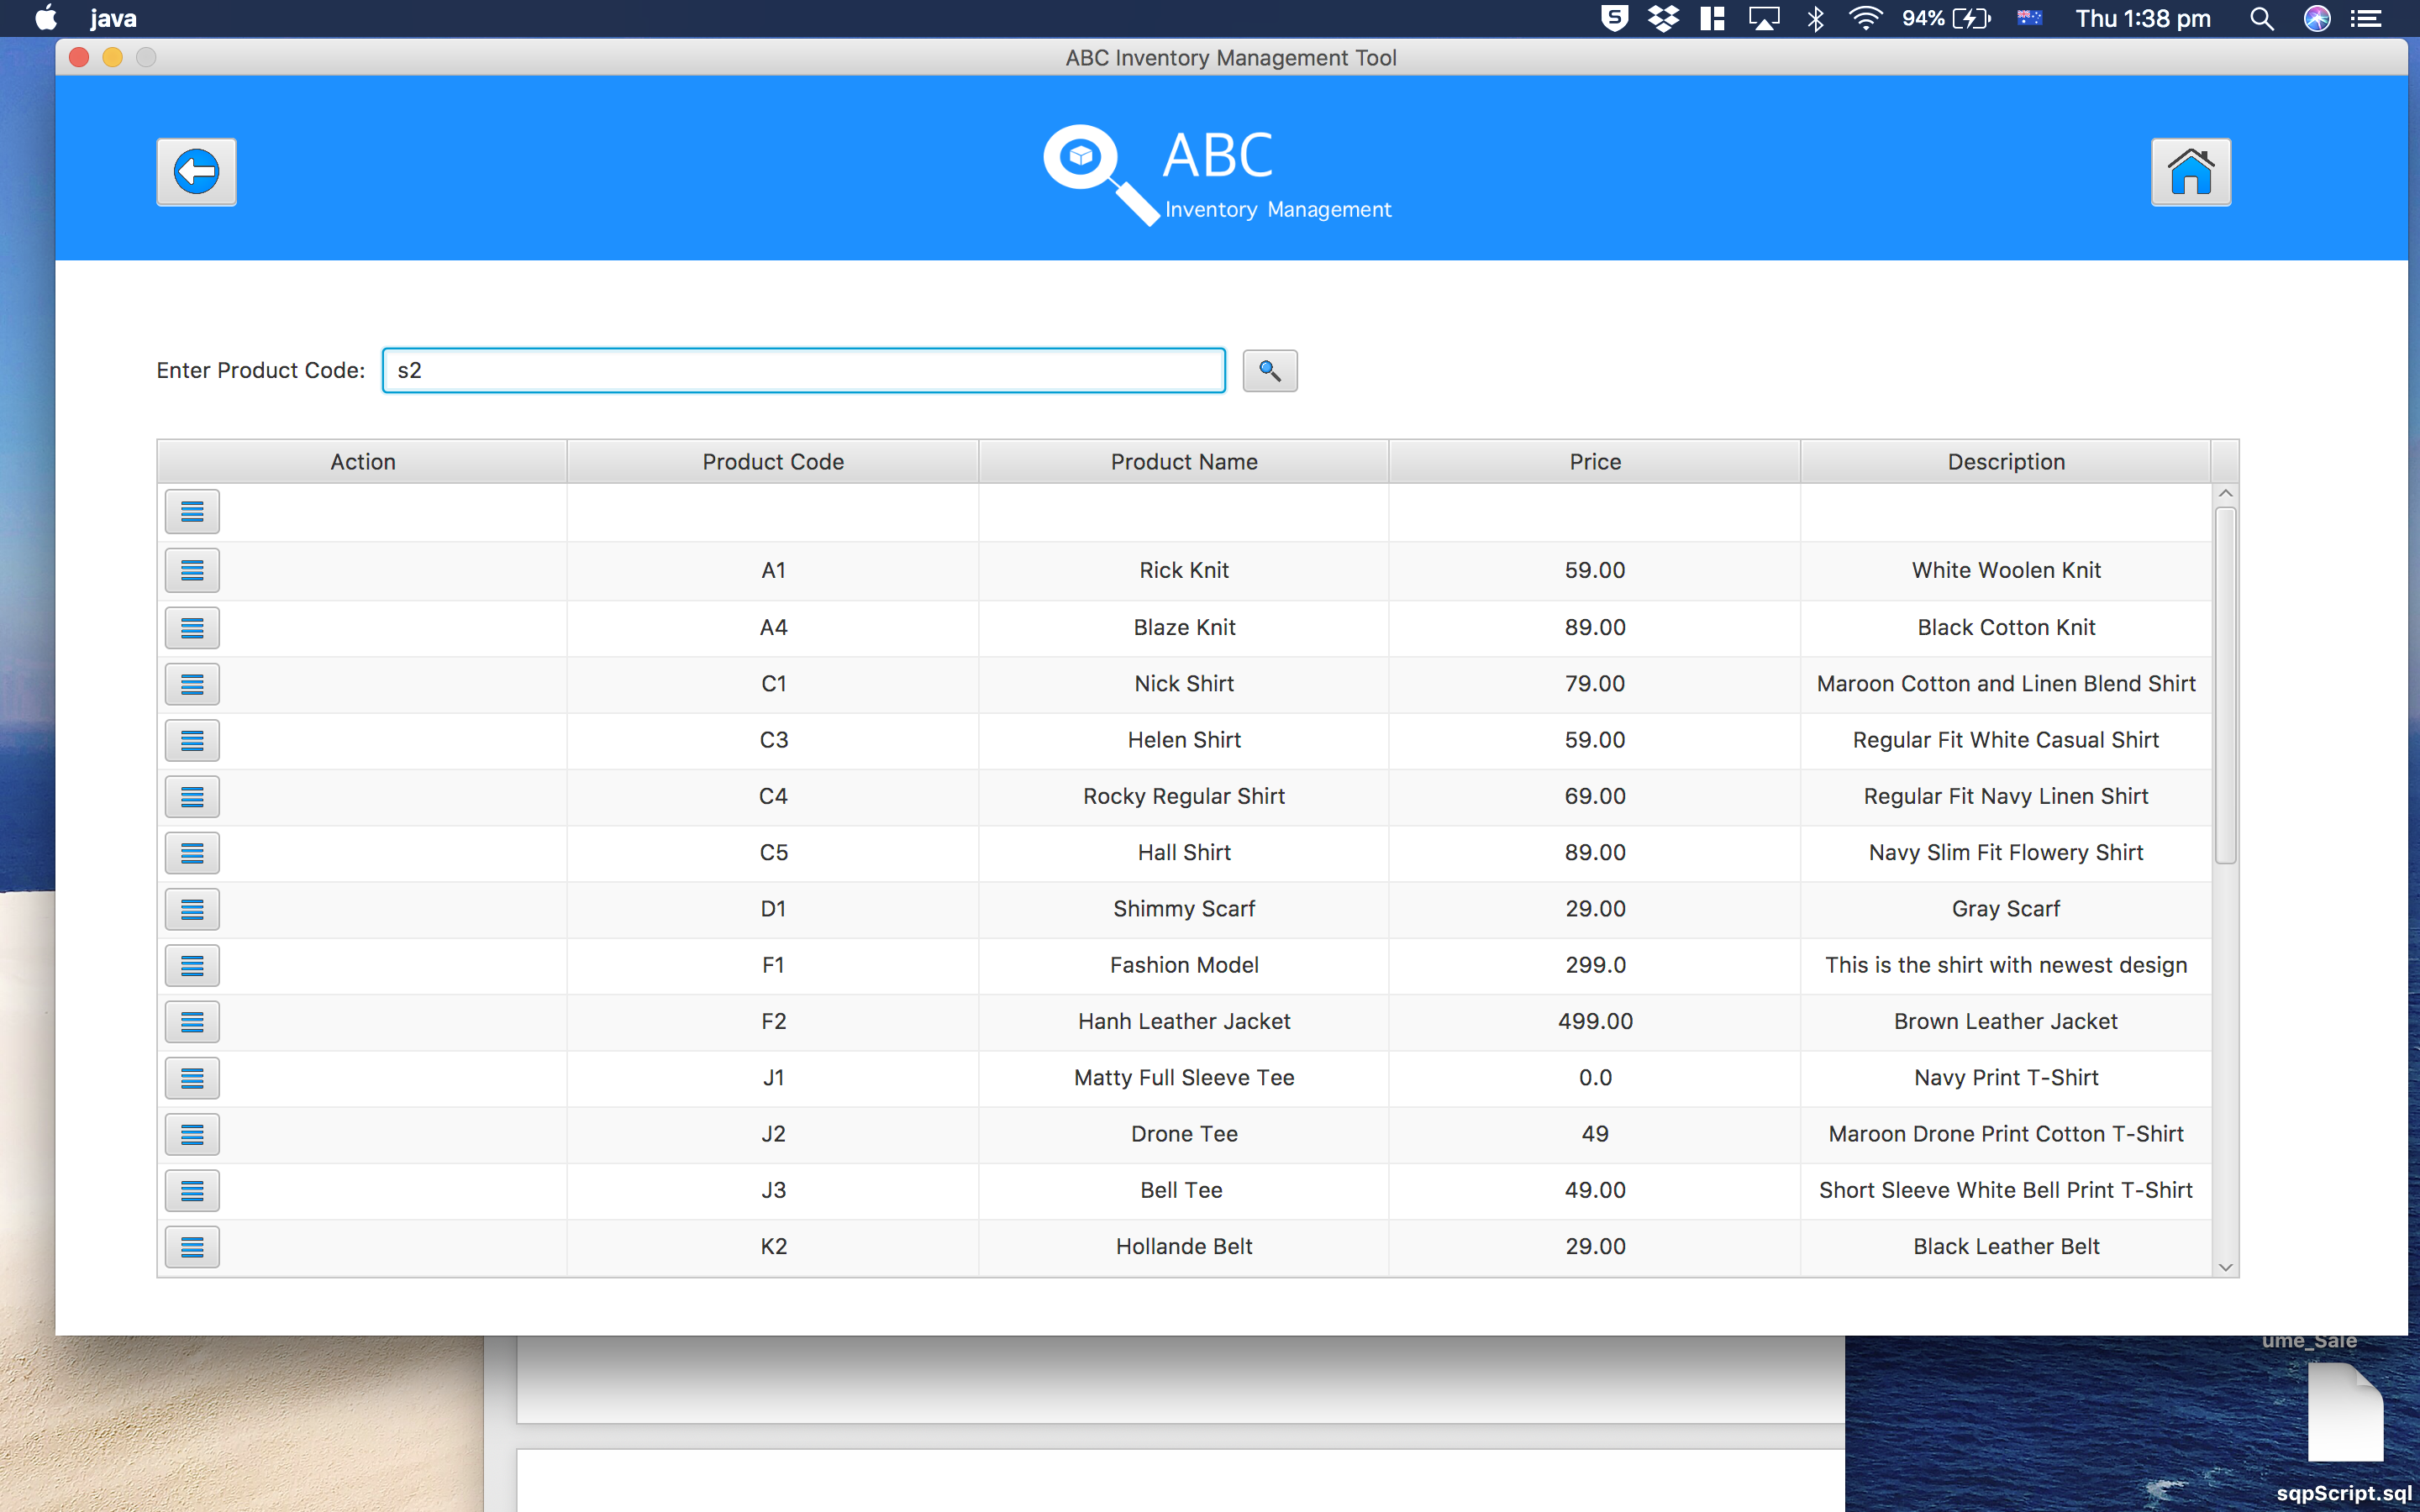 java
S
94%
Thu 1:38 pm
ABC Inventory Management Tool
ABC
Inventory Management
Enter Product Code: s2
Action Product Code Product Name Price Description
A1 Rick Knit 59.00 White Woolen Knit
A4 Blaze Knit 89.00 Black Cotton Knit
C1 Nick Shirt 79.00 Maroon Cotton and Linen Blend Shirt
C3 Helen Shirt 59.00 Regular Fit White Casual Shirt
C4 Rocky Regular Shirt 69.00 Regular Fit Navy Linen Shirt
C5 Hall Shirt 89.00 Navy Slim Fit Flowery Shirt
D1 Shimmy Scarf 29.00 Gray Scarf
F1 Fashion Model 299.0 This is the shirt with newest design
F2 Hanh Leather Jacket 499.00 Brown Leather Jacket
J1 Matty Full Sleeve Tee 0.0 Navy Print T-Shirt
J2 Drone Tee 49 Maroon Drone Print Cotton T-Shirt
J3 Bell Tee 49.00 Short Sleeve White Bell Print T-Shirt
K2 Hollande Belt 29.00 Black Leather Belt
ume_Sale
sqpScript.sql